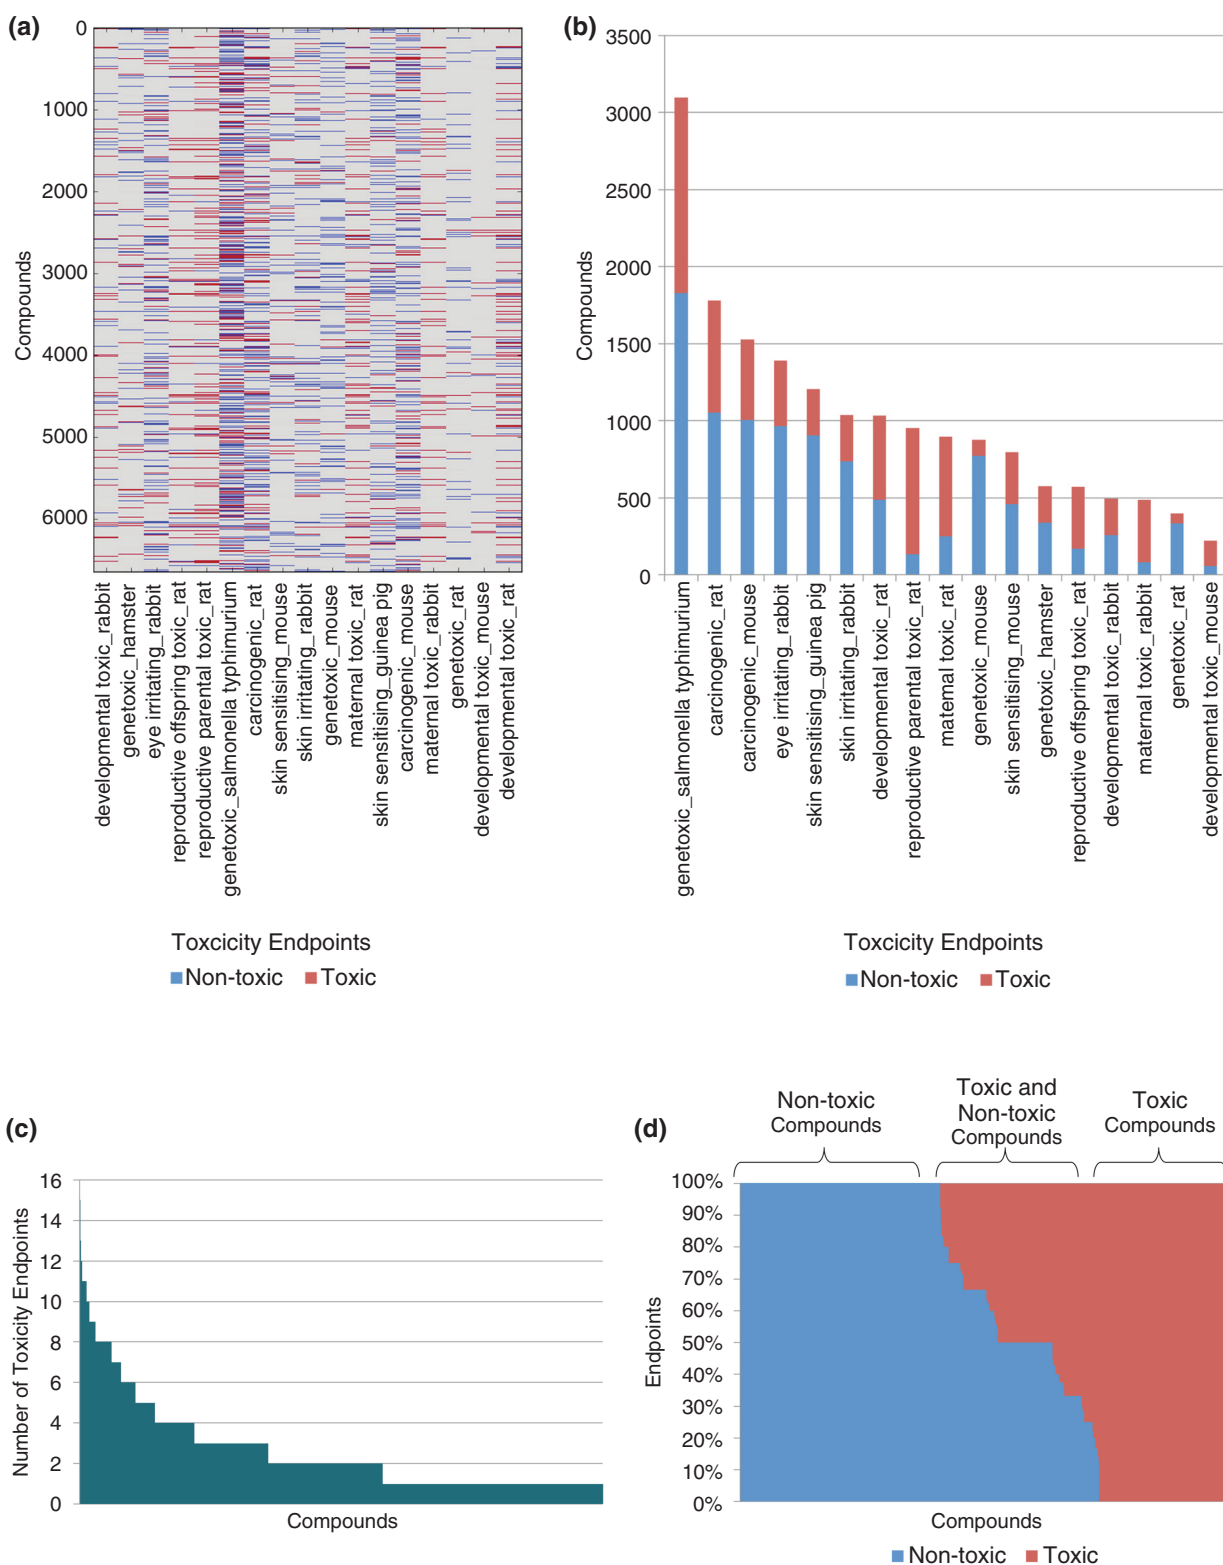 (a)
0
1000
2000
3000
4000
5000
6000
Compounds
developmental toxic_rabbit
genetoxic_hamster
eye irritating_rabbit
reproductive offspring toxic_rat
reproductive parental toxic_rat
genetoxic_salmonella typhimurium
carcinogenic_rat
skin sensitising_mouse
skin irritating_rabbit
genetoxic_mouse
maternal toxic_rat
skin sensitising_guinea pig
carcinogenic_mouse
maternal toxic_rabbit
genetoxic_rat
developmental toxic_mouse
developmental toxic_rat
Toxcicity Endpoints
Non-toxic Toxic
(b)
3500
3000
2500
2000
1500
1000
500
0
Compounds
genetoxic_salmonella typhimurium
carcinogenic_rat
carcinogenic_mouse
eye irritating_rabbit
skin sensitising_guinea pig
skin irritating_rabbit
developmental toxic_rat
reproductive parental toxic_rat
maternal toxic_rat
genetoxic_mouse
skin sensitising_mouse
genetoxic_hamster
reproductive offspring toxic_rat
developmental toxic_rabbit
maternal toxic_rabbit
genetoxic_rat
developmental toxic_mouse
Toxcicity Endpoints
Non-toxic Toxic
(c)
16
14
12
10
8
6
4
2
0
Number of Toxicity Endpoints
Compounds
(d)
Non-toxic
Compounds
Toxic and
Non-toxic
Compounds
Toxic
Compounds
100%
90%
80%
70%
60%
50%
40%
30%
20%
10%
0%
Endpoints
Compounds
Non-toxic Toxic